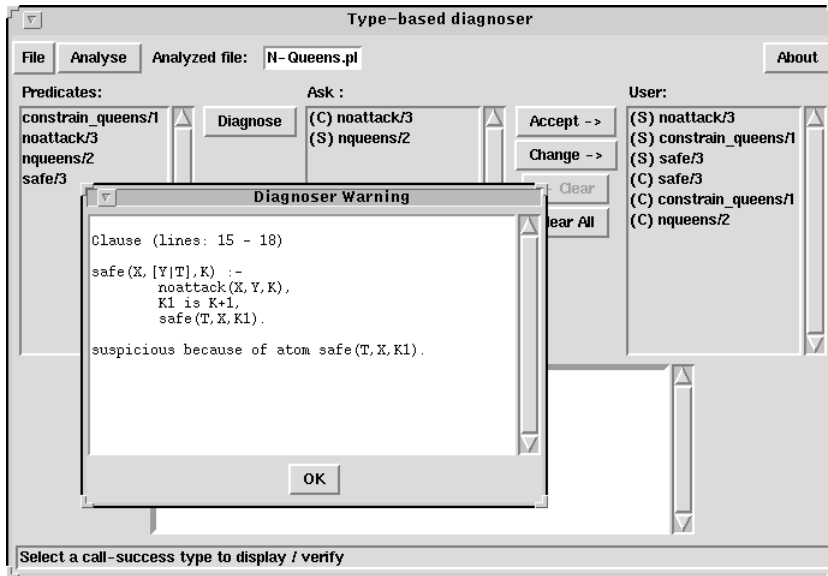 Type-based diagnoser
File Analyse Analyzed file: N-Queens.pl About
Predicates: Ask : User:
constrain_queens/1
noattack/3
nqueens/2
safe/3
Diagnose
(C) noattack/3
(S) nqueens/2
Accept ->
Change ->
Clear
lear All
(S) noattack/3
(S) constrain_queens/1
(S) safe/3
(C) safe/3
(C) constrain_queens/1
(C) nqueens/2
Diagnoser Warning
Clause (lines: 15 - 18)
safe(X,[Y|T],K) :-
noattack(X,Y,K),
K1 is K+1,
safe(T,X,K1).
suspicious because of atom safe(T,X,K1).
OK
Select a call-success type to display / verify